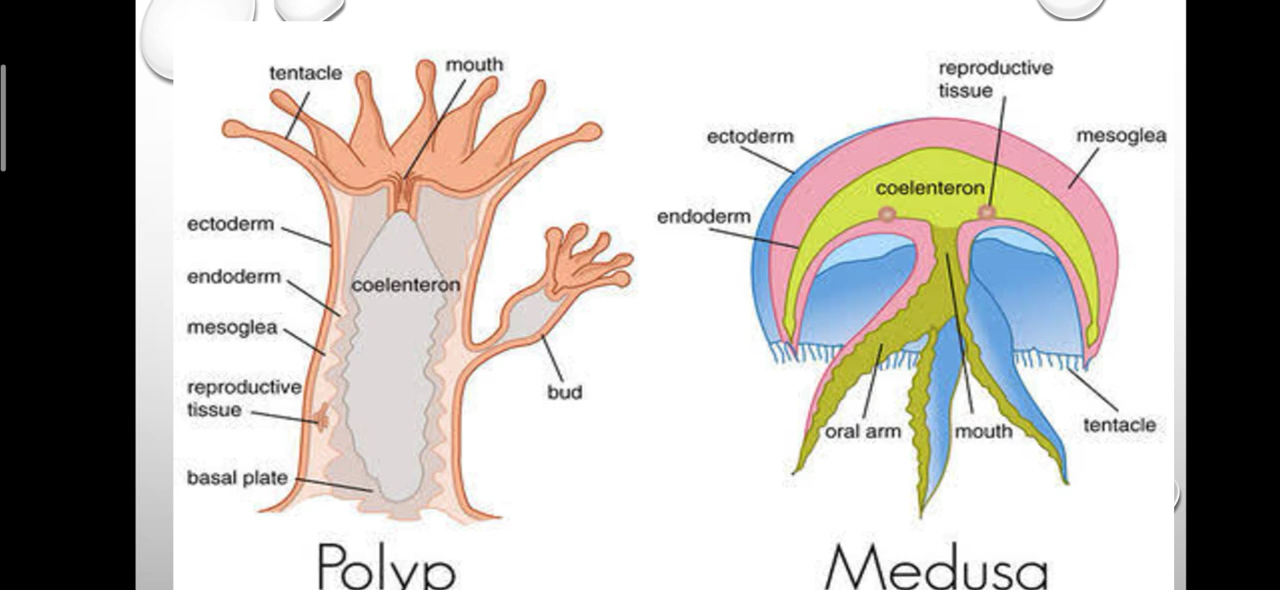 tentacle
mouth
ectoderm
endoderm
coelenteron
mesoglea
reproductive
tissue
bud
basal plate
Polyp
reproductive
tissue
ectoderm
mesoglea
coelenteron
endoderm
oral arm
mouth
tentacle
Medusa